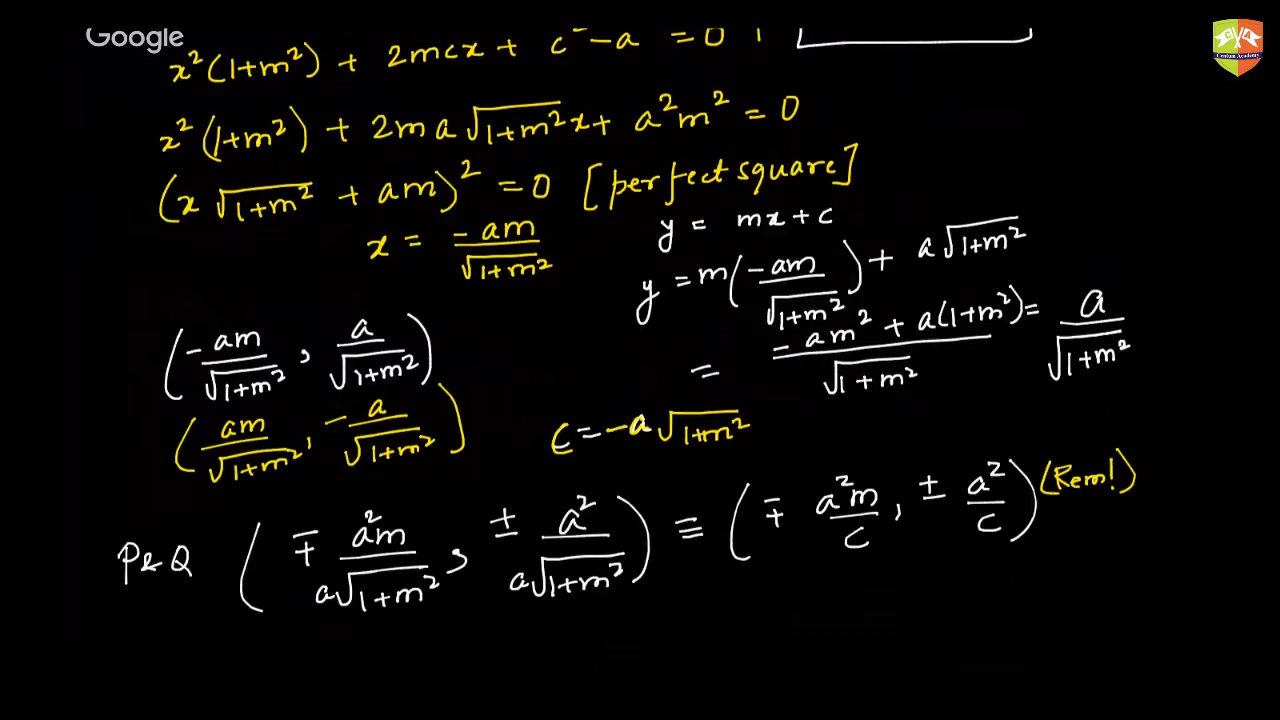 Google
x²(1+m²) + 2mcx + c² - a = 0
x²(1+m²) + 2ma√(1+m²)x + a²m² = 0
(x√(1+m²) + am)² = 0 [perfect square]
x = -am/√(1+m²)
y = mx + c
y = m(-am/√(1+m²)) + a√(1+m²)
= (-am² + a(1+m²))/√(1+m²) = a/√(1+m²)
(-am/√(1+m²), a/√(1+m²))
(am/√(1+m²), -a/√(1+m²))
c = -a√(1+m²)
P&Q (∓ a²m/a√(1+m²), ± a²/a√(1+m²)) ≡ (∓ a²m/c, ± a²/c) (Rem!)